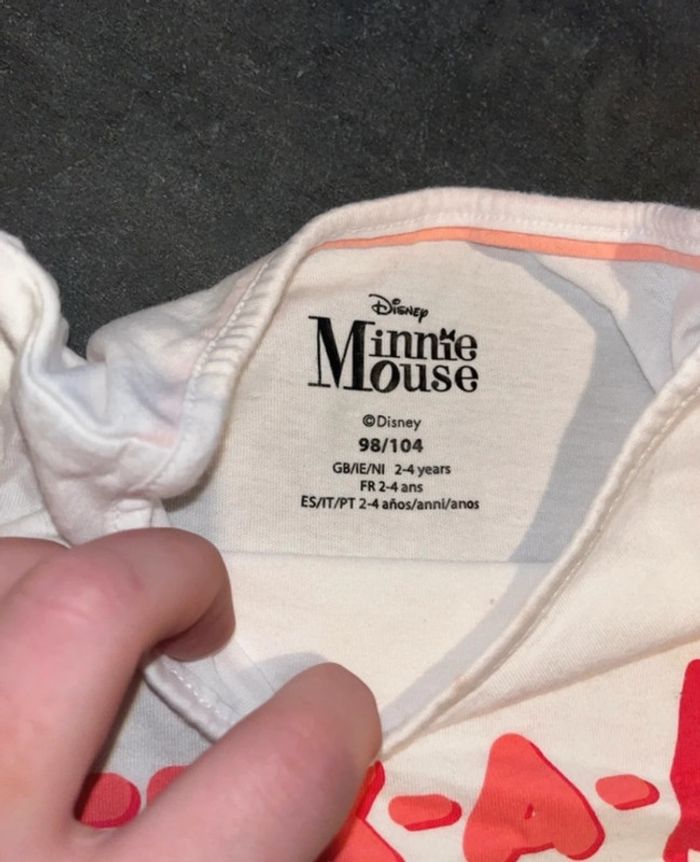 Disney
Minnie
Mouse
©Disney
98/104
GB/IE/NI 2-4 years
FR 2-4 ans
ES/IT/PT 2-4 años/anni/anos
-A-